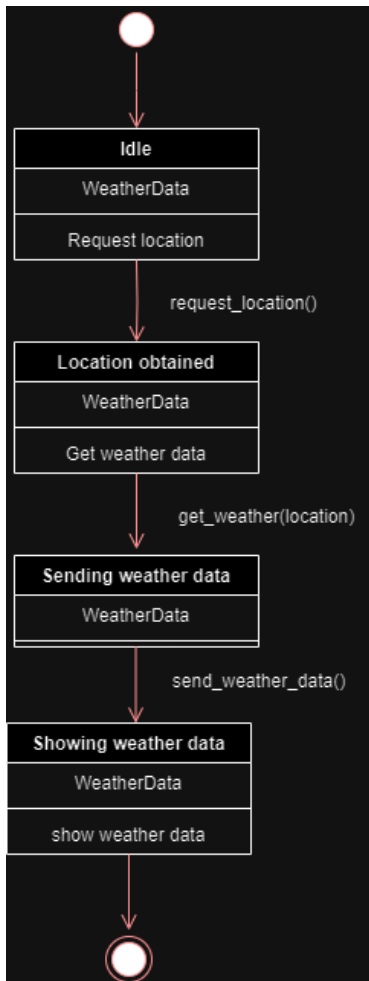 Idle
WeatherData
Request location
request_location()
Location obtained
WeatherData
Get weather data
get_weather(location)
Sending weather data
WeatherData
send_weather_data()
Showing weather data
WeatherData
show weather data